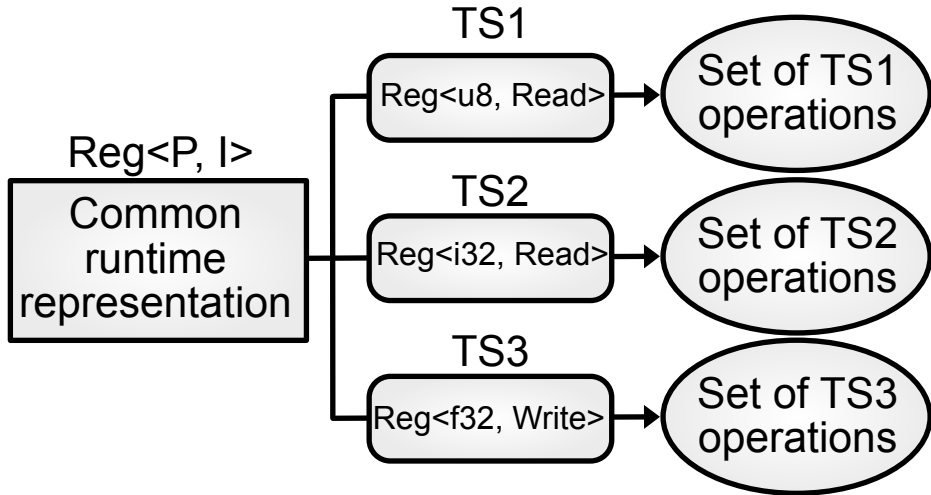 Reg<P, I>
Common
runtime
representation
TS1
Reg<u8, Read>
Set of TS1
operations
TS2
Reg<i32, Read>
Set of TS2
operations
TS3
Reg<f32, Write>
Set of TS3
operations